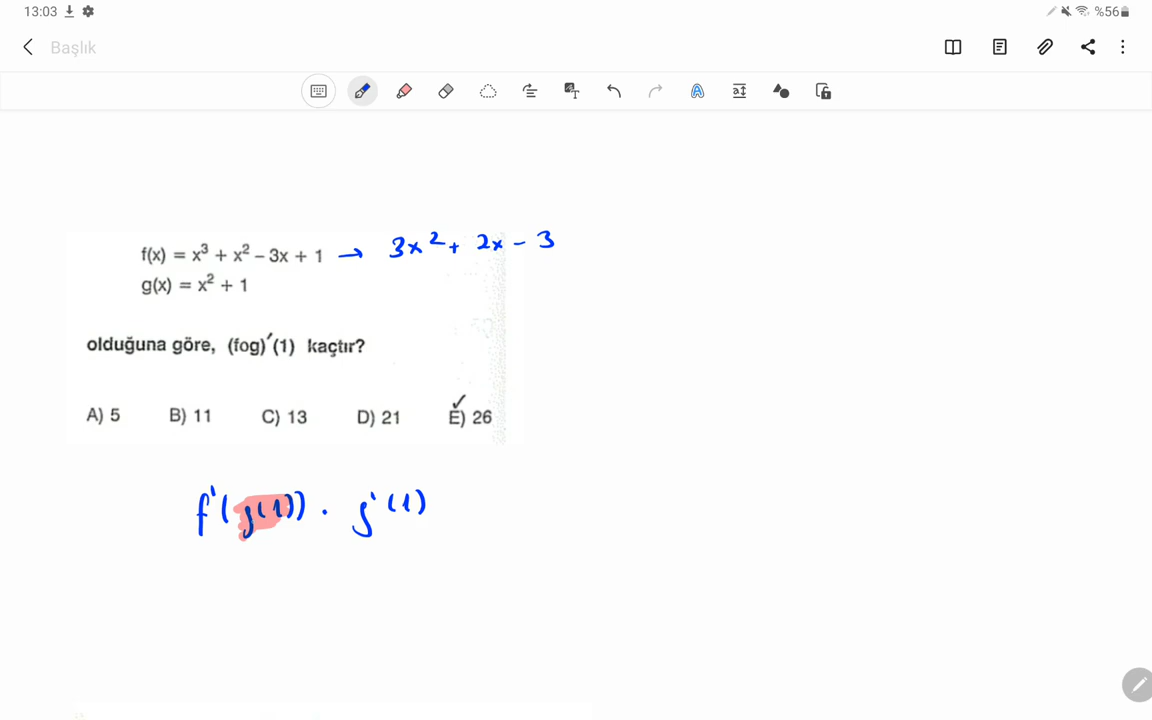 13:03 %56
Başlık
f(x) = x³ + x² – 3x + 1 → 3x² + 2x – 3
g(x) = x² + 1
olduğuna göre, (fog)′(1) kaçtır?
A) 5 B) 11 C) 13 D) 21 E) 26
f'(g(1)) . g'(1)